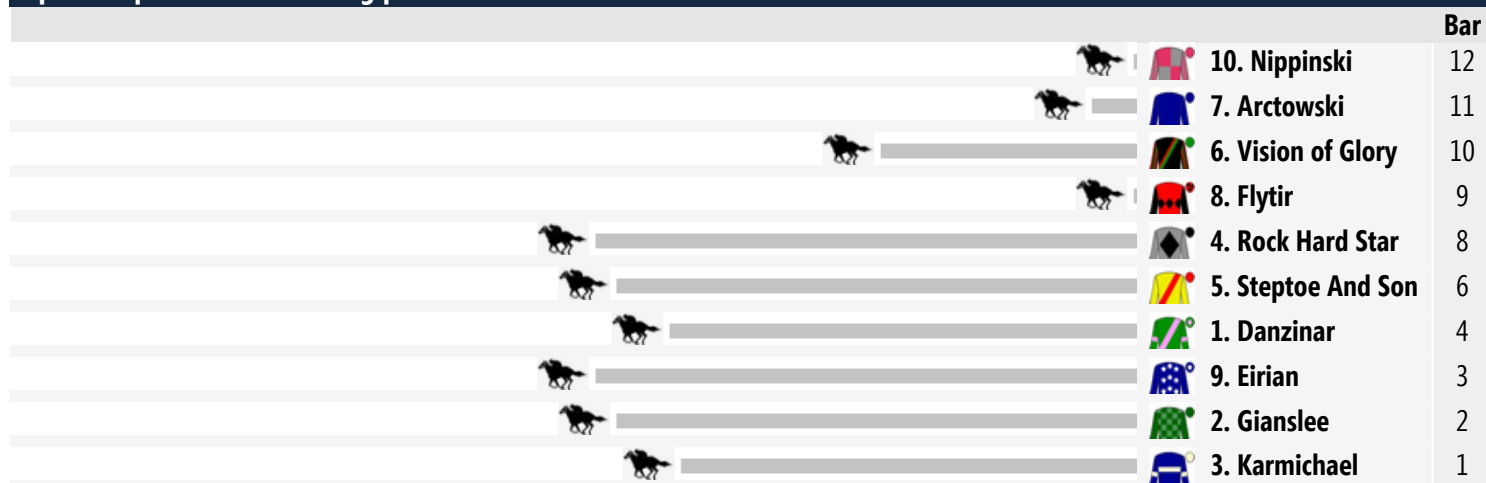 Bar
10. Nippinski 12
7. Arctowski 11
6. Vision of Glory 10
8. Flytir 9
4. Rock Hard Star 8
5. Steptoe And Son 6
1. Danzinar 4
9. Eirian 3
2. Gianslee 2
3. Karmichael 1